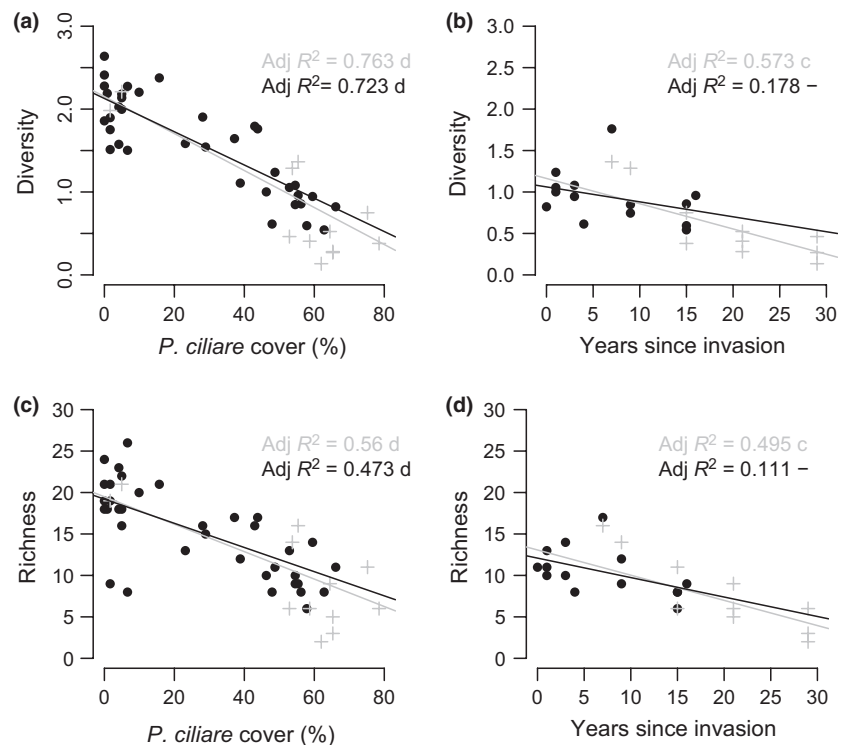 (a)
3.0
2.0
1.0
0.0
Diversity
Adj R² = 0.763 d
Adj R²= 0.723 d
0
20
40
60
80
P. ciliare cover (%)
(b)
3.0
2.5
2.0
1.5
1.0
0.5
0.0
Diversity
Adj R²= 0.573 c
Adj R² = 0.178 −
0
5
10
15
20
25
30
Years since invasion
(c)
30
25
20
15
10
5
0
Richness
Adj R² = 0.56 d
Adj R² = 0.473 d
0
20
40
60
80
P. ciliare cover (%)
(d)
30
25
20
15
10
5
0
Richness
Adj R² = 0.495 c
Adj R² = 0.111 −
0
5
10
15
20
25
30
Years since invasion